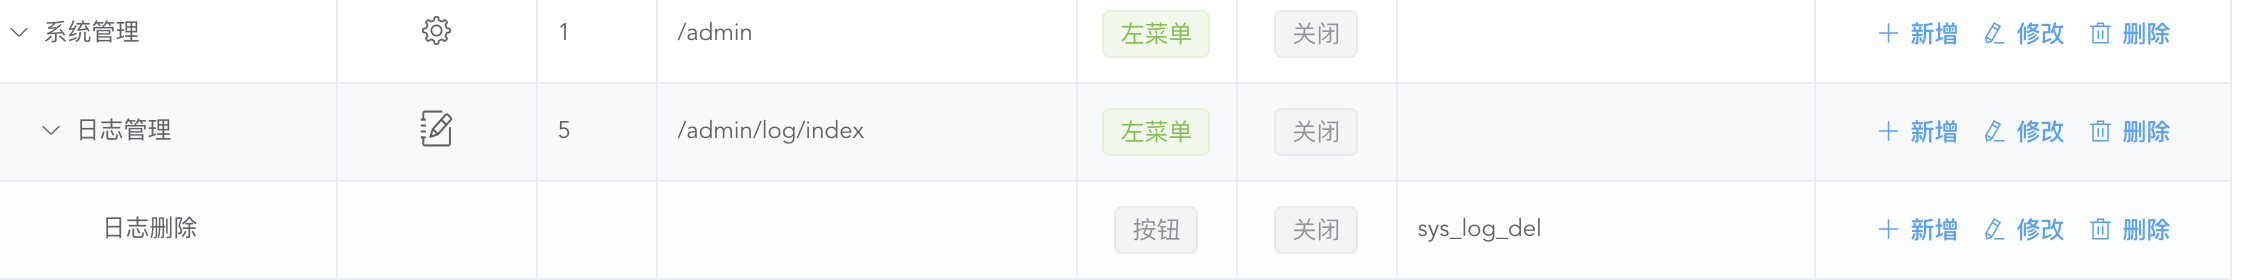 系统管理 1 /admin 左菜单 关闭 新增 修改 删除
日志管理 5 /admin/log/index 左菜单 关闭 新增 修改 删除
日志删除 按钮 关闭 sys_log_del 新增 修改 删除